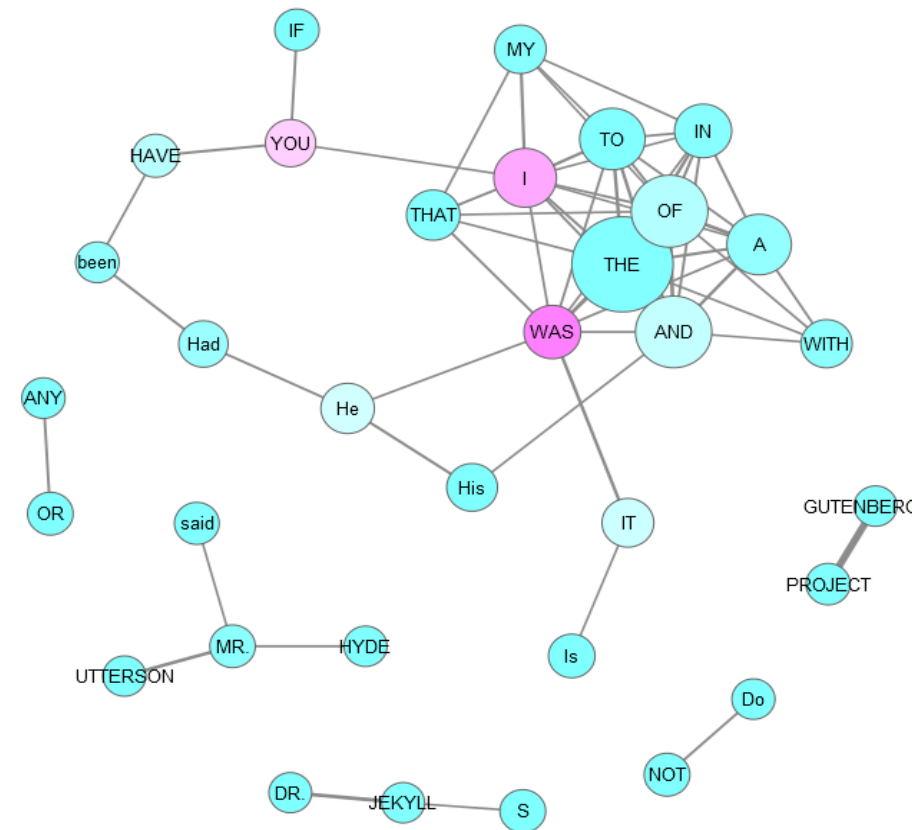 IF
MY
IN
TO
YOU
HAVE
I
OF
THAT
A
been
THE
WAS
AND
Had
WITH
ANY
He
His
GUTENBERG
OR
said
IT
PROJECT
MR.
HYDE
Is
UTTERSON
Do
NOT
DR.
JEKYLL
S